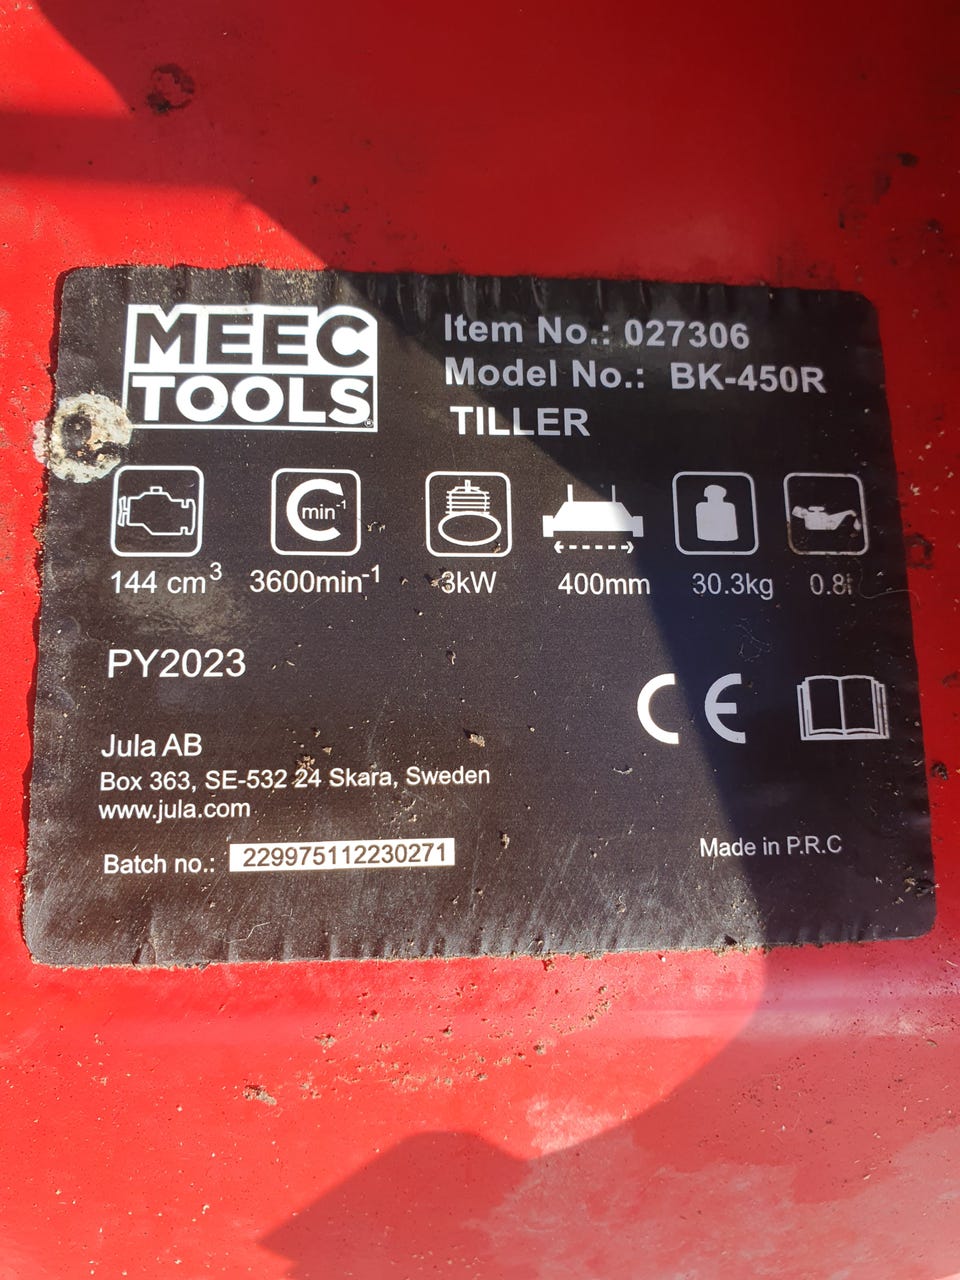 MEEC
TOOLS®
Item No.: 027306
Model No.: BK-450R
TILLER
min-1
144 cm³ 3600min-1 3kW 400mm 30.3kg 0.8l
PY2023
CE
Jula AB
Box 363, SE-532 24 Skara, Sweden
www.jula.com
Batch no.: 229975112230271
Made in P.R.C